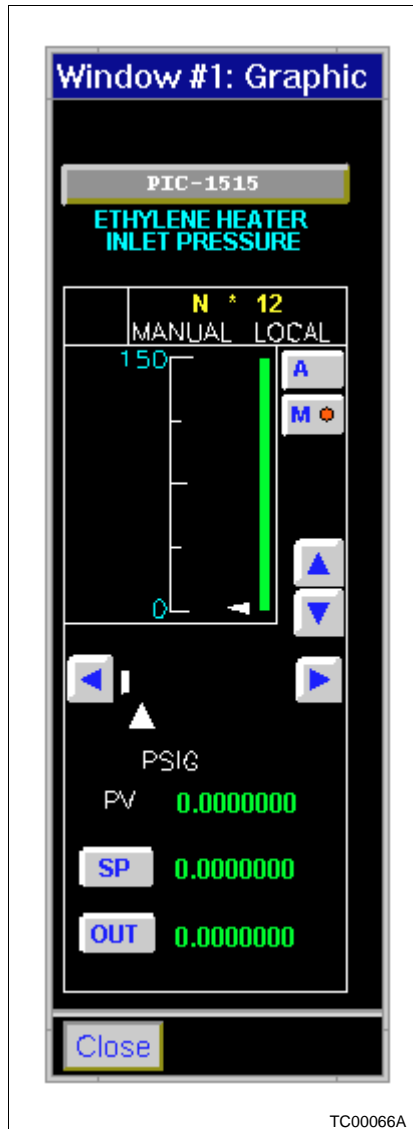 Window #1: Graphic
PIC-1515
ETHYLENE HEATER
INLET PRESSURE
N * 12
MANUAL LOCAL
150
A
M
0
PSIG
PV 0.0000000
SP 0.0000000
OUT 0.0000000
Close
TC00066A